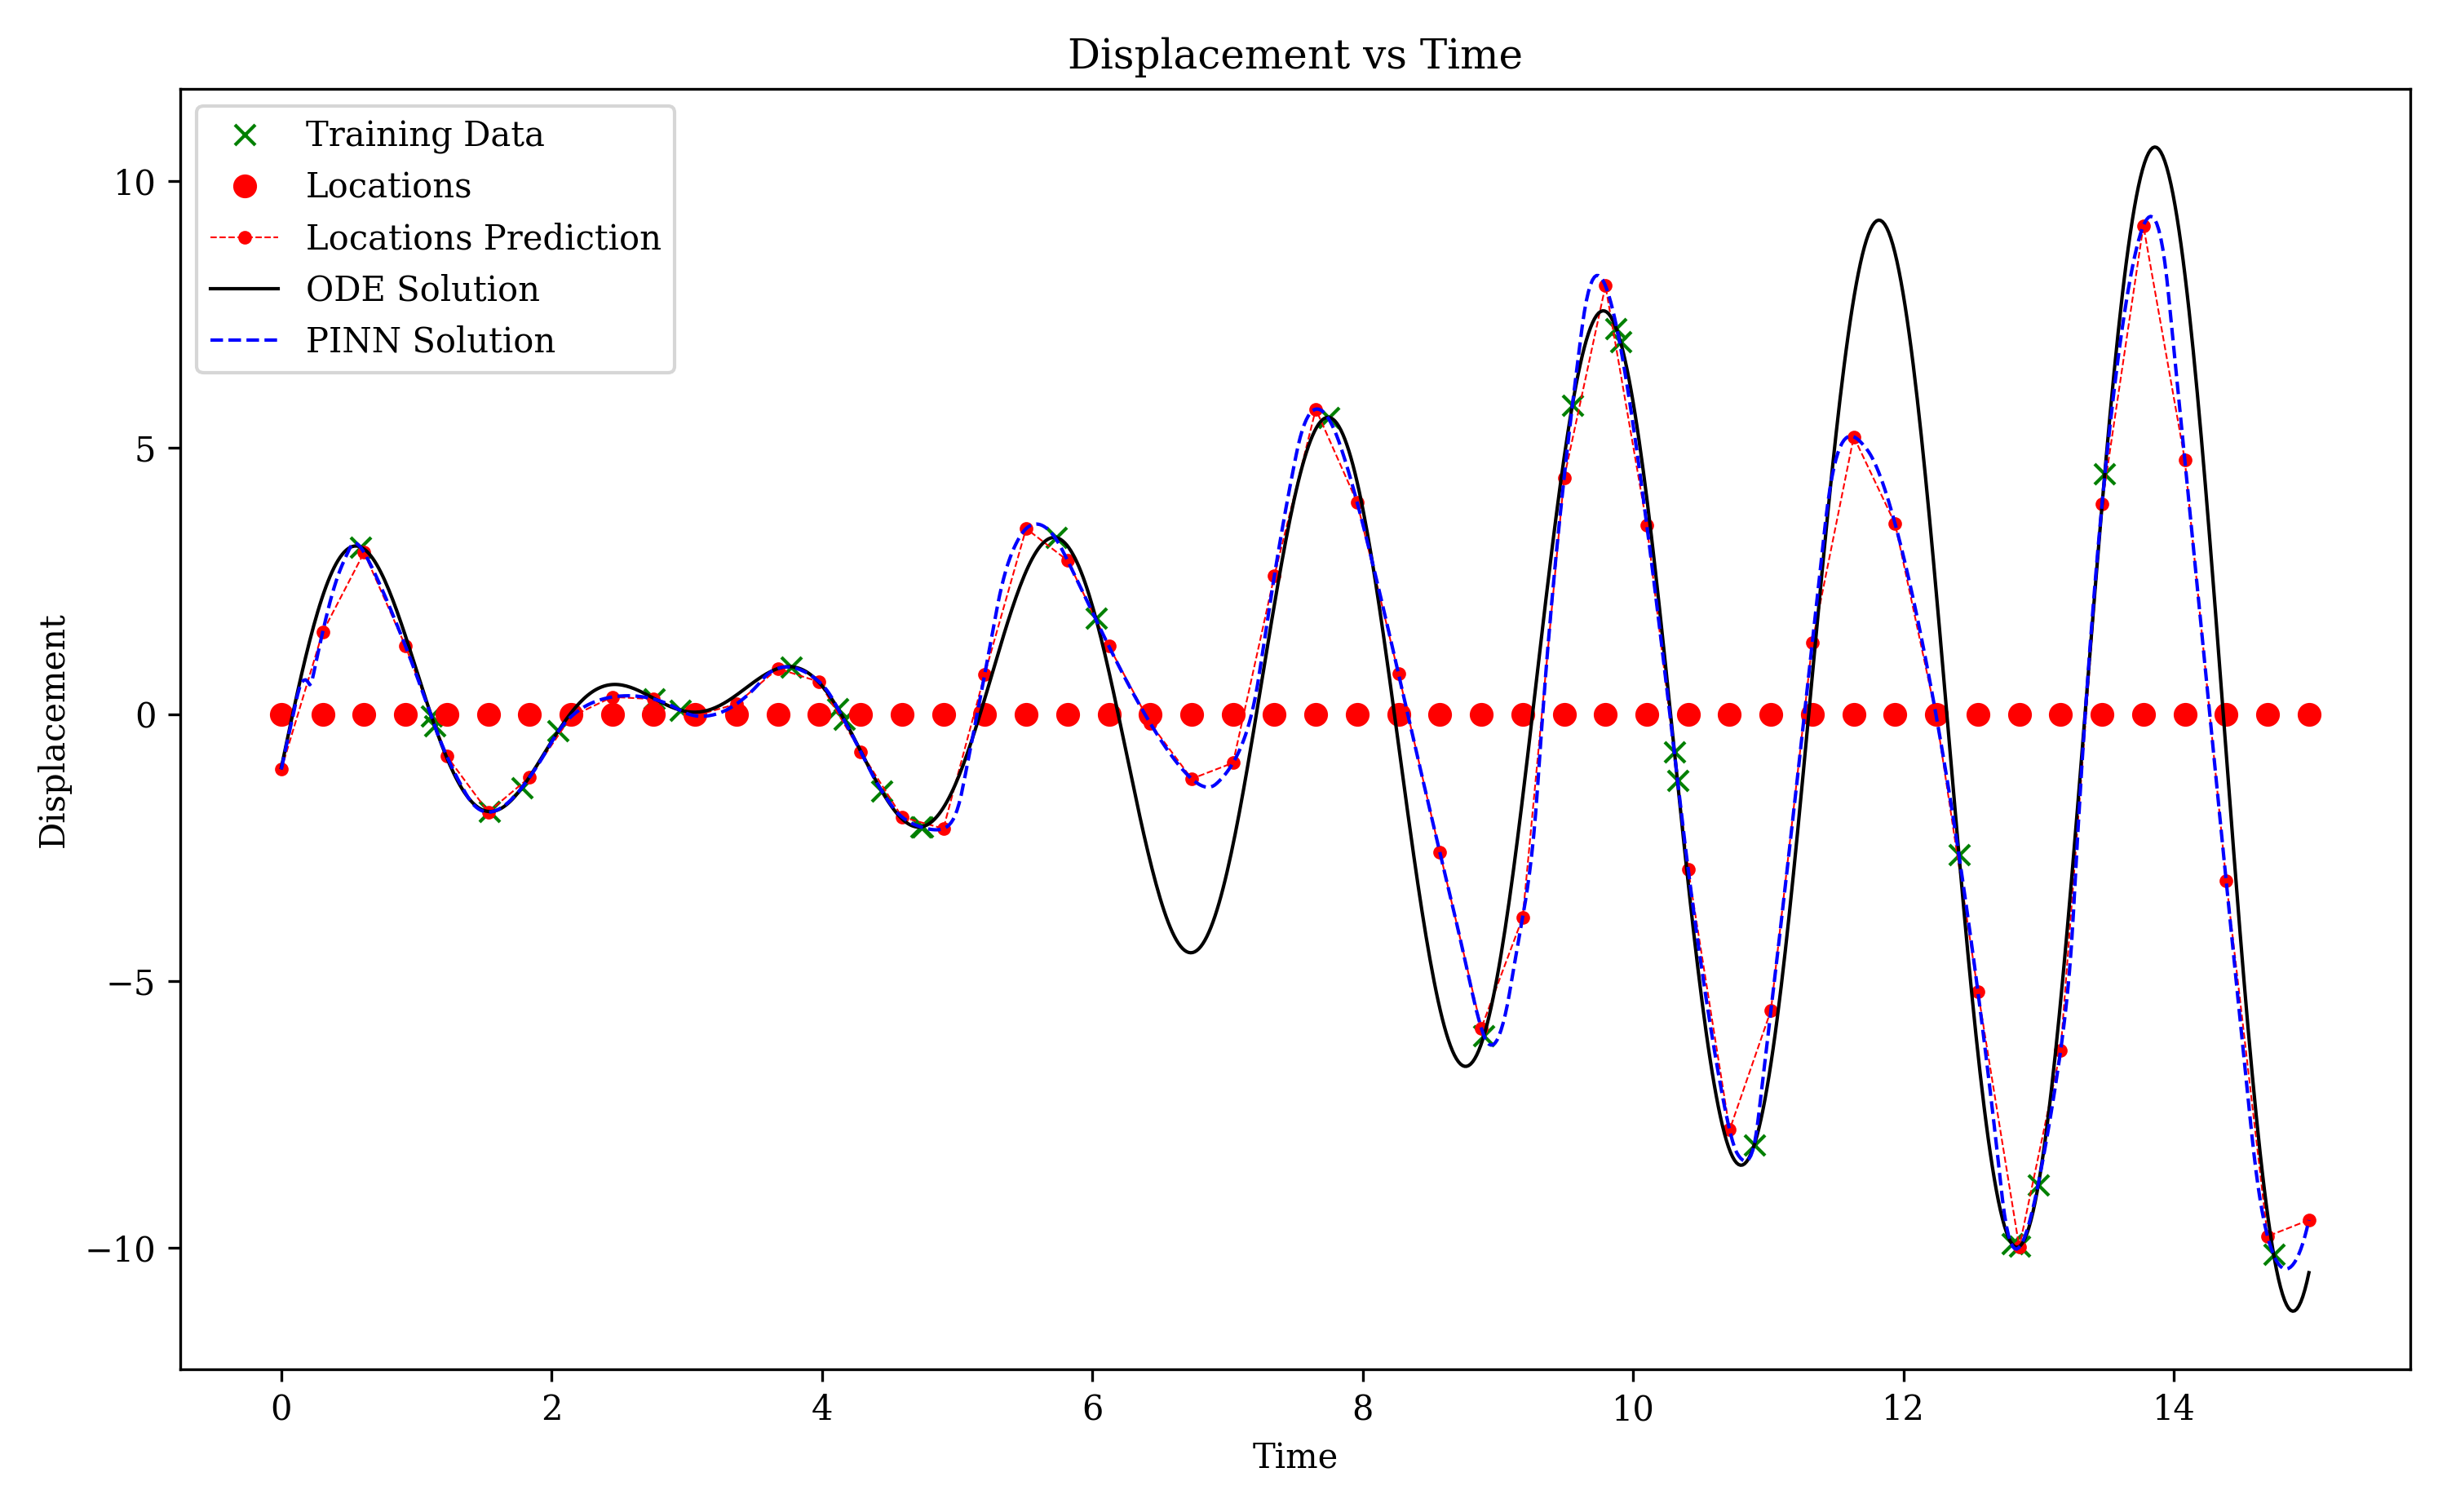 Displacement vs Time
Training Data
Locations
Locations Prediction
ODE Solution
PINN Solution
Displacement
10
5
0
−5
−10
0 2 4 6 8 10 12 14
Time